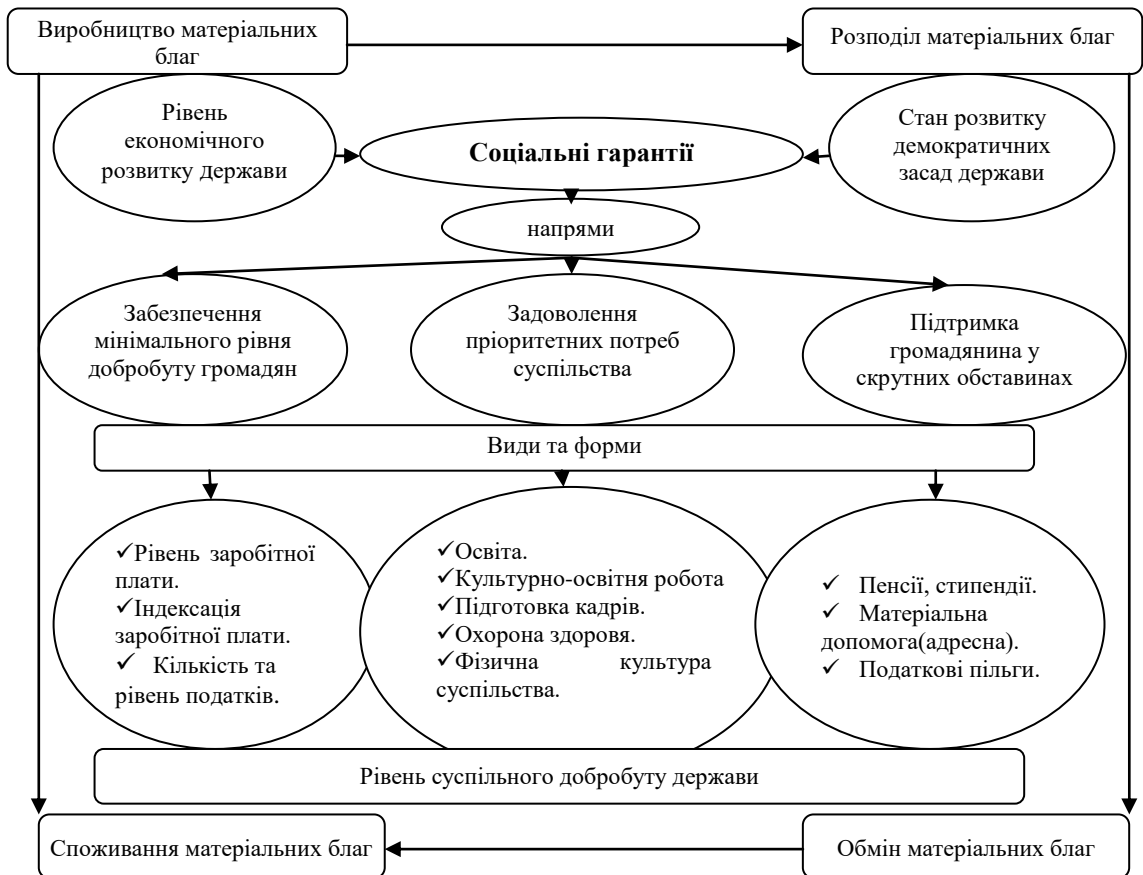 Виробництво матеріальних
благ
Розподіл матеріальних благ
Рівень
економічного
розвитку держави
Соціальні гарантії
Стан розвитку
демократичних
засад держави
напрями
Забезпечення
мінімального рівня
добробуту громадян
Задоволення
пріоритетних потреб
суспільства
Підтримка
громадянина у
скрутних обставинах
Види та форми
✓Рівень заробітної
плати.
✓Індексація
заробітної плати.
✓ Кількість та
рівень податків.
✓Освіта.
✓Культурно-освітня робота
✓Підготовка кадрів.
✓Охорона здоровя.
✓Фізична культура
суспільства.
✓ Пенсії, стипендії.
✓ Матеріальна
допомога(адресна).
✓ Податкові пільги.
Рівень суспільного добробуту держави
Споживання матеріальних благ
Обмін матеріальних благ